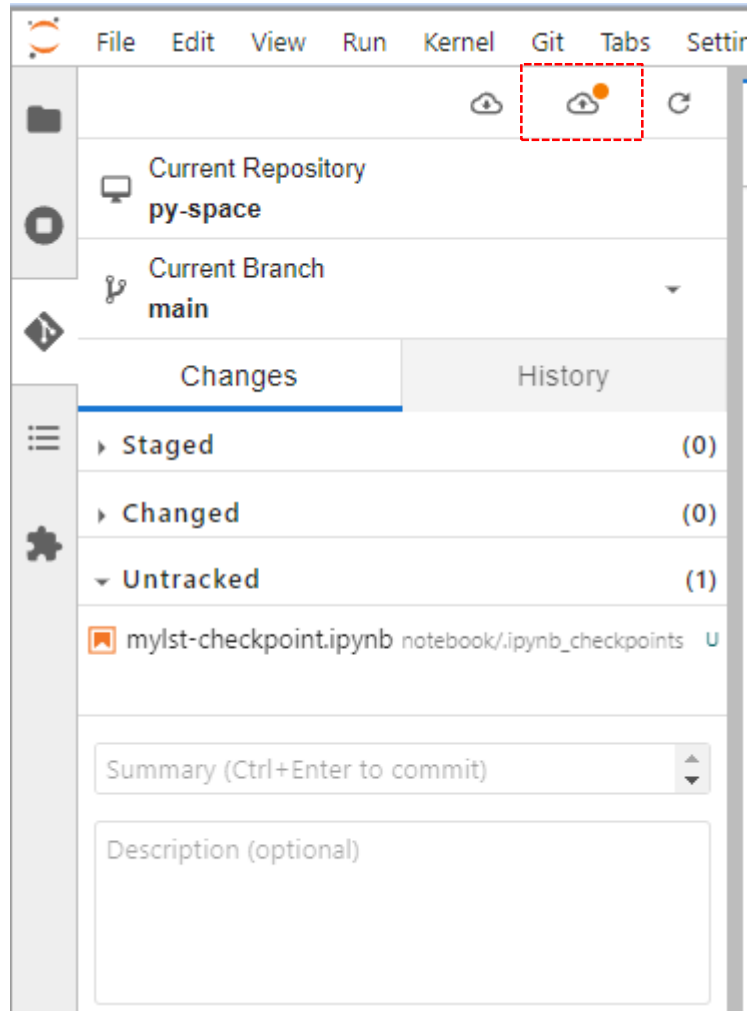 File Edit View Run Kernel Git Tabs Settin
Current Repository
py-space
Current Branch
main
Changes History
Staged (0)
Changed (0)
Untracked (1)
mylst-checkpoint.ipynb notebook/.ipynb_checkpoints U
Summary (Ctrl+Enter to commit)
Description (optional)